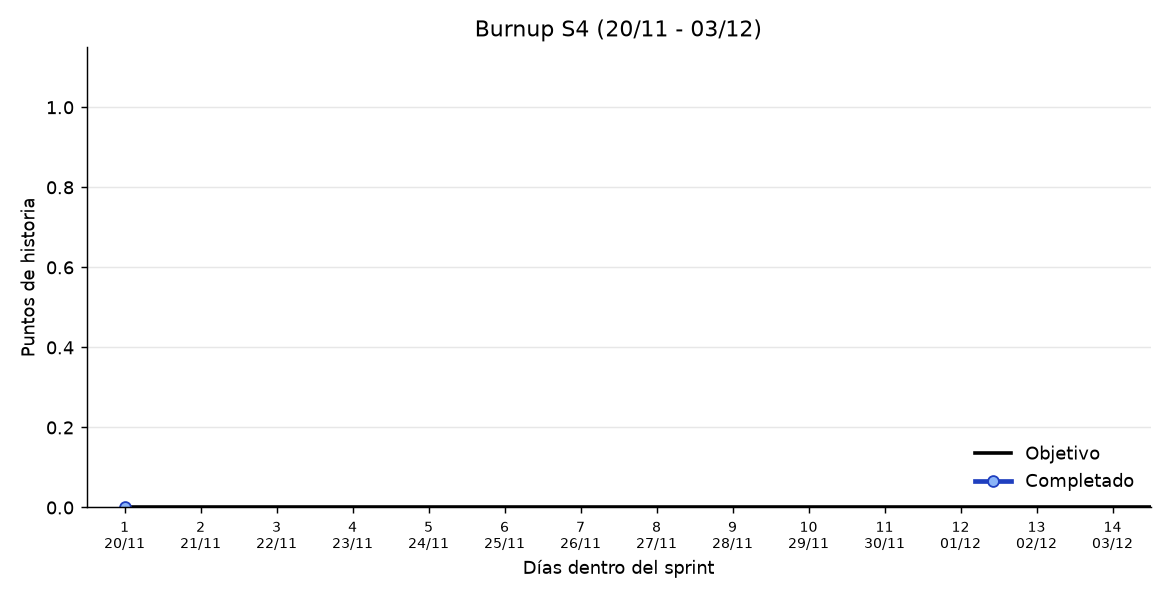 Burnup S4 (20/11 - 03/12)
Puntos de historia
1.0
0.8
0.6
0.4
0.2
0.0
Objetivo
Completado
1 2 3 4 5 6 7 8 9 10 11 12 13 14
20/11 21/11 22/11 23/11 24/11 25/11 26/11 27/11 28/11 29/11 30/11 01/12 02/12 03/12
Días dentro del sprint